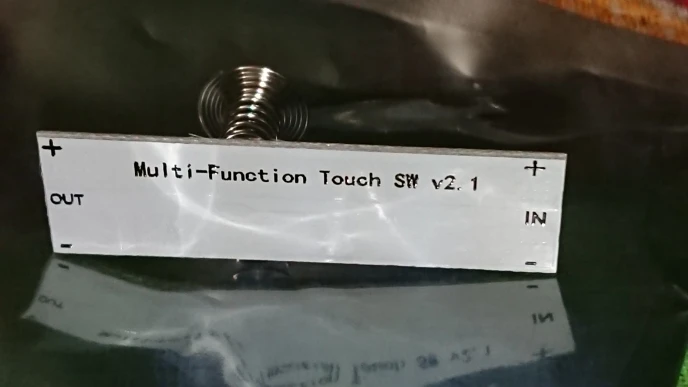 + +
Multi-Function Touch SW v2.1
OUT IN
- -